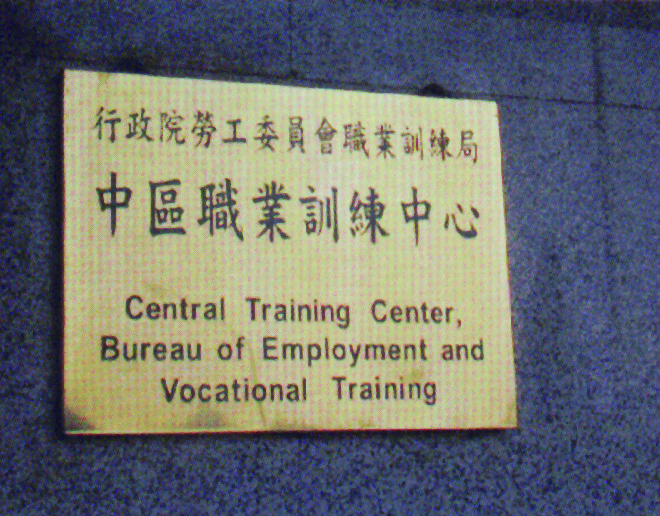 行政院勞工委員會職業訓練局
中區職業訓練中心
Central Training Center,
Bureau of Employment and
Vocational Training